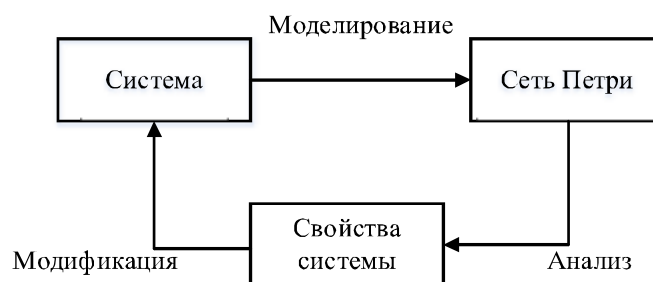 Моделирование
Система
Сеть Петри
Свойства
системы
Модификация
Анализ